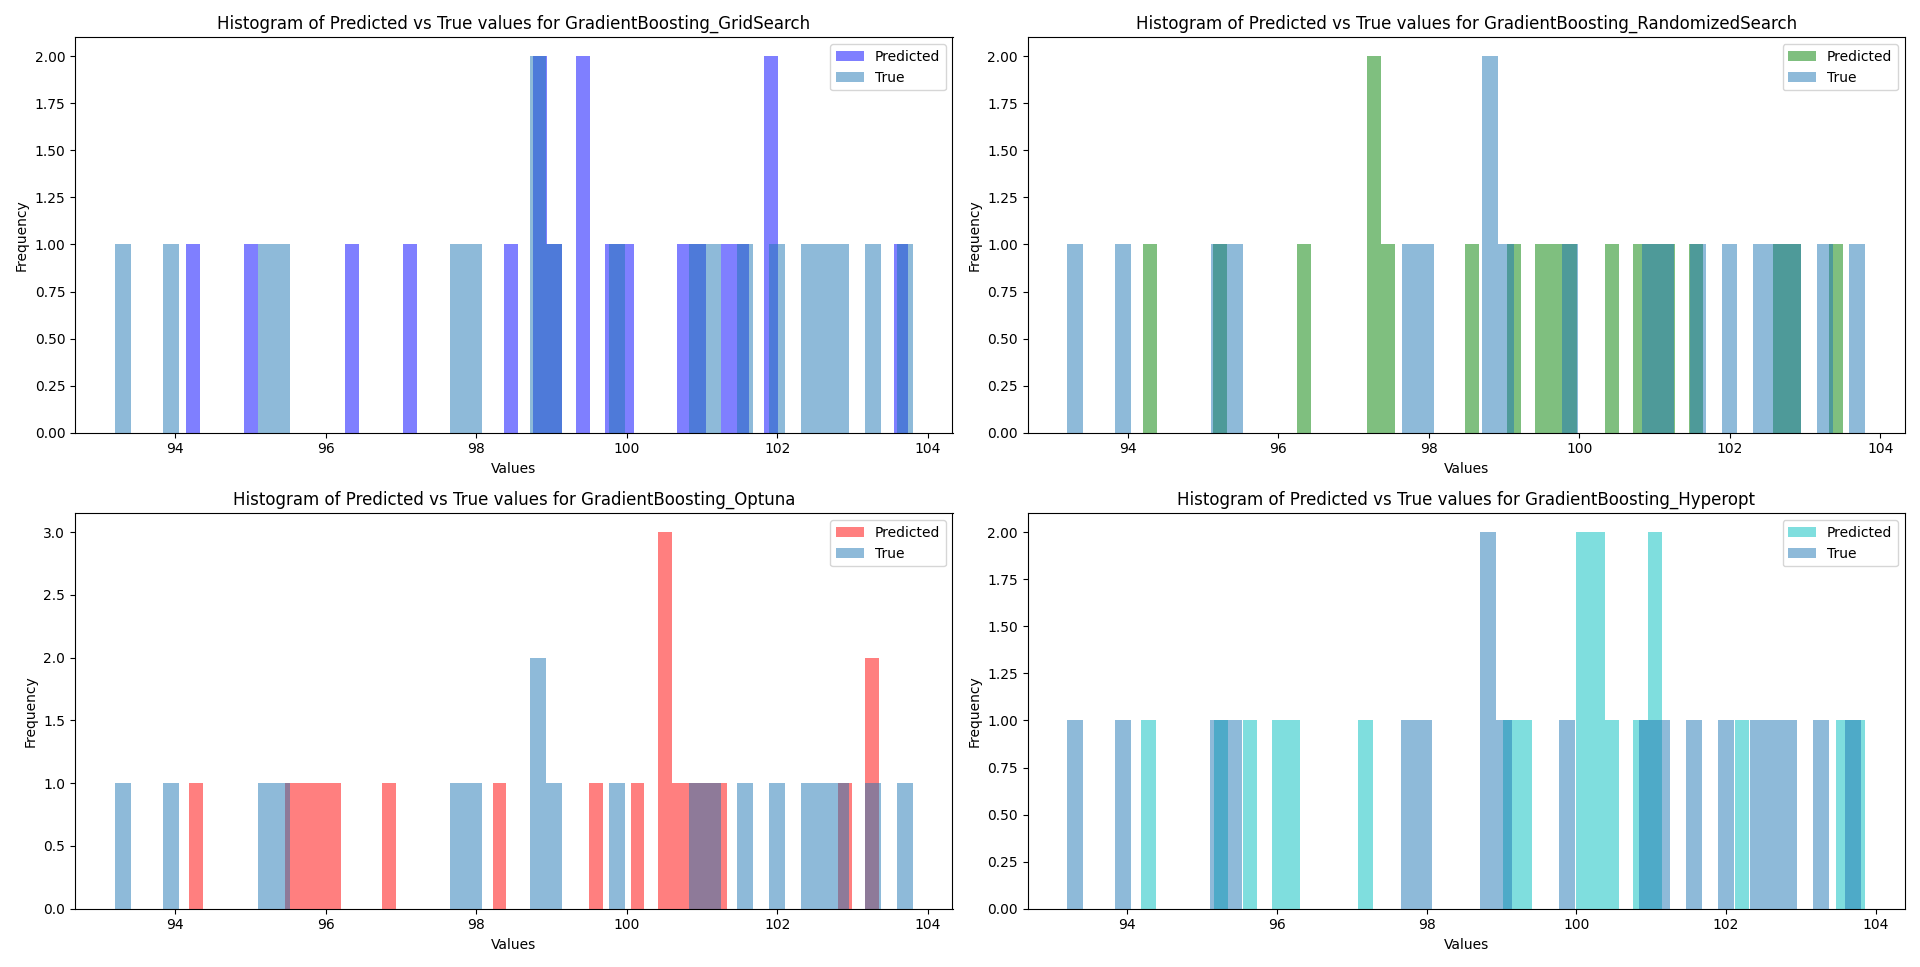 Histogram of Predicted vs True values for GradientBoosting_GridSearch
Predicted
True
Frequency
2.00
1.75
1.50
1.25
1.00
0.75
0.50
0.25
0.00
94 96 98 100 102 104
Values
Histogram of Predicted vs True values for GradientBoosting_RandomizedSearch
Predicted
True
Frequency
2.00
1.75
1.50
1.25
1.00
0.75
0.50
0.25
0.00
94 96 98 100 102 104
Values
Histogram of Predicted vs True values for GradientBoosting_Optuna
Predicted
True
Frequency
3.0
2.5
2.0
1.5
1.0
0.5
0.0
94 96 98 100 102 104
Values
Histogram of Predicted vs True values for GradientBoosting_Hyperopt
Predicted
True
Frequency
2.00
1.75
1.50
1.25
1.00
0.75
0.50
0.25
0.00
94 96 98 100 102 104
Values